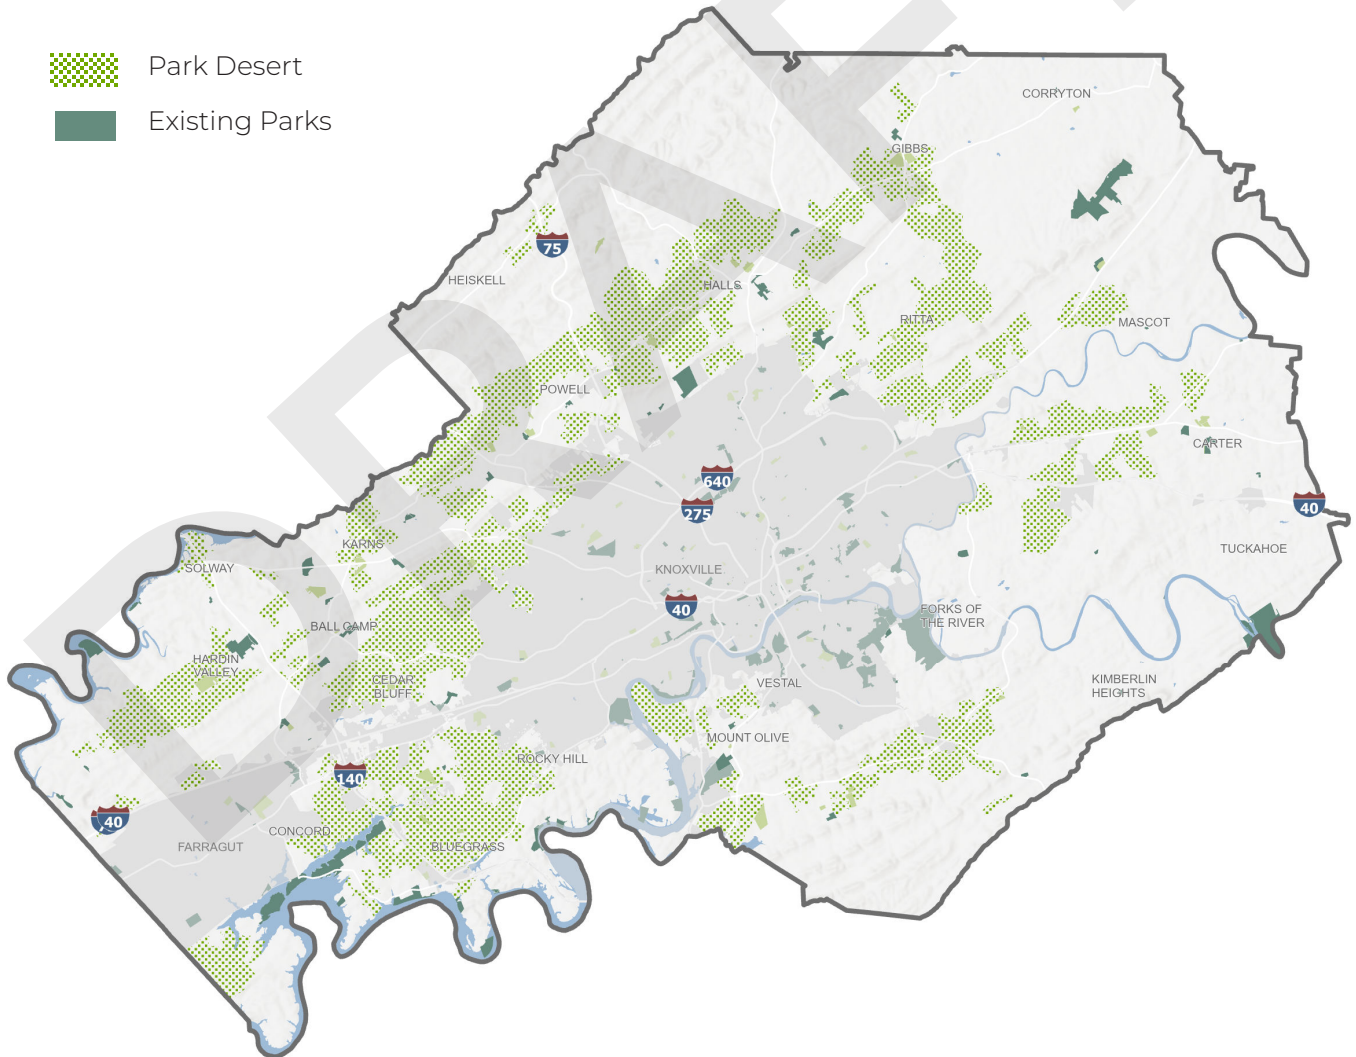 Park Desert
Existing Parks
DRAFT
CORRYTON
GIBBS
75
HEISKELL
HALLS
RITTA
MASCOT
POWELL
CARTER
640
275
40
KARNS
TUCKAHOE
SOLWAY
KNOXVILLE
40
FORKS OF
THE RIVER
BALL CAMP
HARDIN
VALLEY
CEDAR
BLUFF
VESTAL
KIMBERLIN
HEIGHTS
MOUNT OLIVE
ROCKY HILL
140
40
CONCORD
FARRAGUT
BLUEGRASS